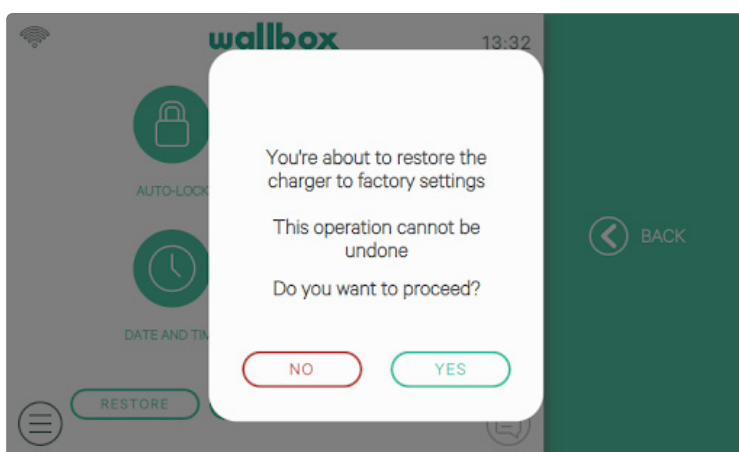 wallbox
13:32
You're about to restore the
charger to factory settings
This operation cannot be
undone
Do you want to proceed?
NO
YES
AUTO-LOCK
DATE AND TIM
RESTORE
BACK